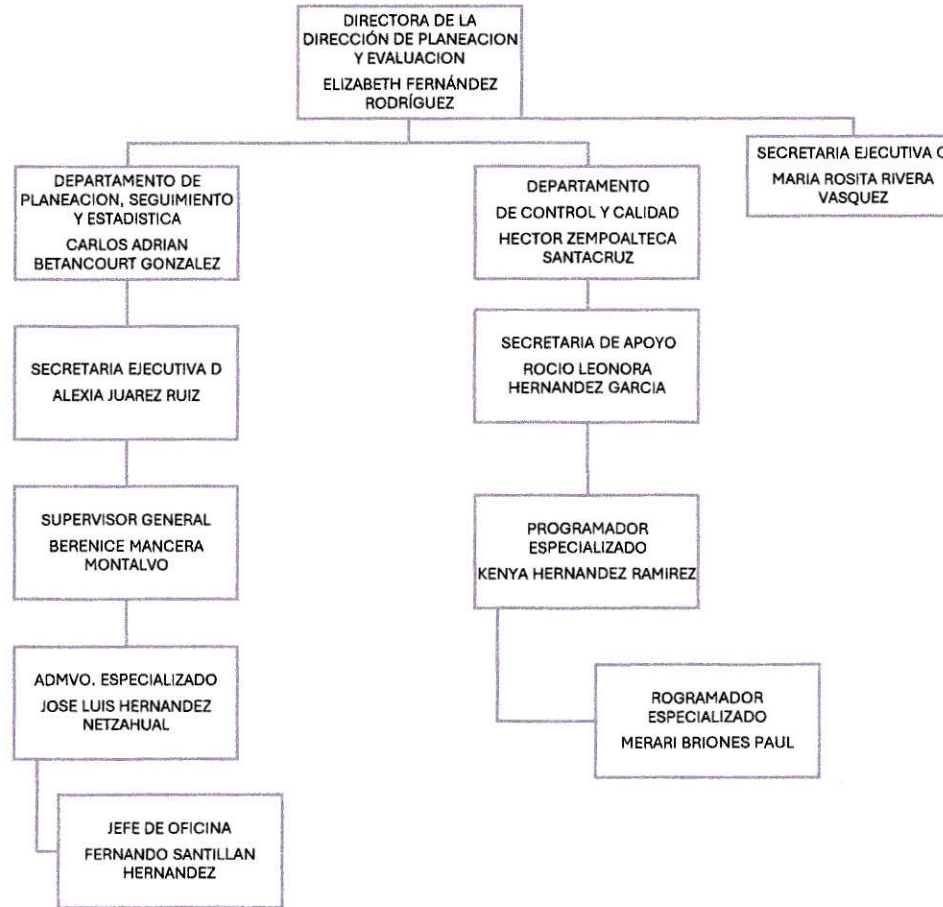 DIRECTORA DE LA
DIRECCIÓN DE PLANEACION
Y EVALUACION
ELIZABETH FERNÁNDEZ
RODRÍGUEZ
SECRETARIA EJECUTIVA C
MARIA ROSITA RIVERA
VASQUEZ
DEPARTAMENTO DE
PLANEACION, SEGUIMIENTO
Y ESTADISTICA
CARLOS ADRIAN
BETANCOURT GONZALEZ
DEPARTAMENTO
DE CONTROL Y CALIDAD
HECTOR ZEMPOALTECA
SANTACRUZ
SECRETARIA EJECUTIVA D
ALEXIA JUAREZ RUIZ
SECRETARIA DE APOYO
ROCIO LEONORA
HERNANDEZ GARCIA
SUPERVISOR GENERAL
BERENICE MANCERA
MONTALVO
PROGRAMADOR
ESPECIALIZADO
KENYA HERNANDEZ RAMIREZ
ADMVO. ESPECIALIZADO
JOSE LUIS HERNANDEZ
NETZAHUAL
ROGRAMADOR
ESPECIALIZADO
MERARI BRIONES PAUL
JEFE DE OFICINA
FERNANDO SANTILLAN
HERNANDEZ